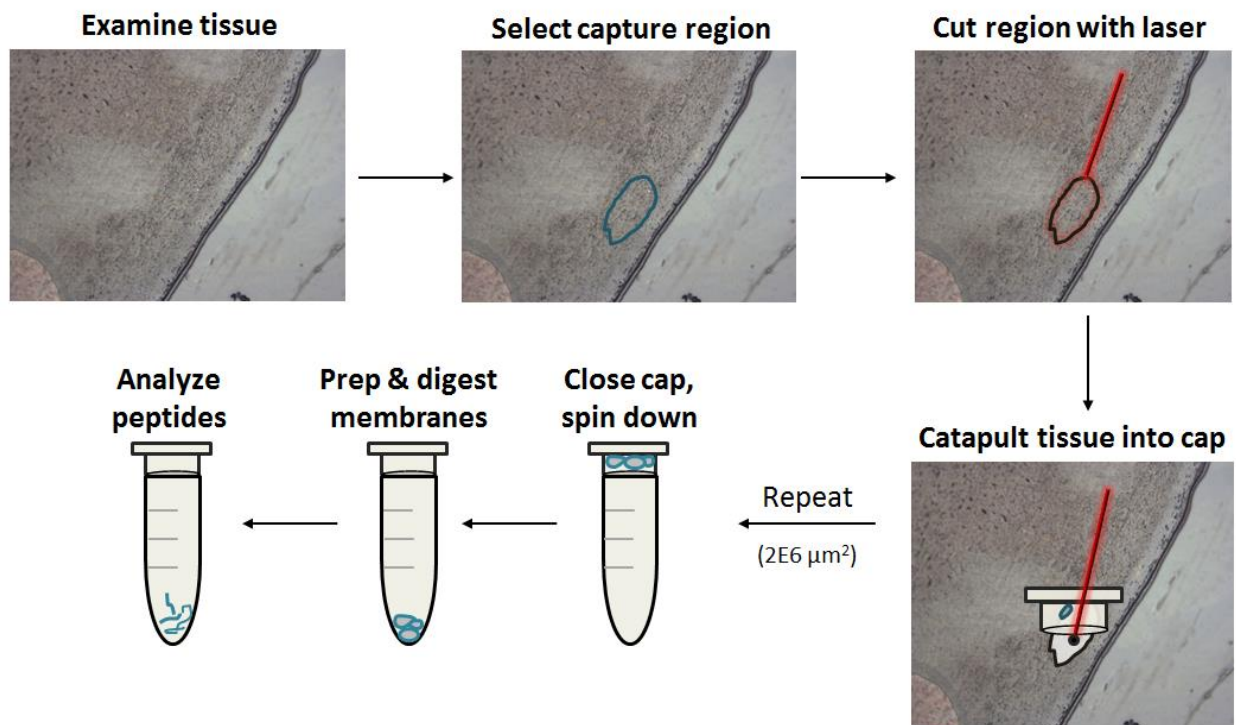 Examine tissue
Select capture region
Cut region with laser
Catapult tissue into cap
Repeat
(2E6 µm²)
Close cap,
spin down
Prep & digest
membranes
Analyze
peptides